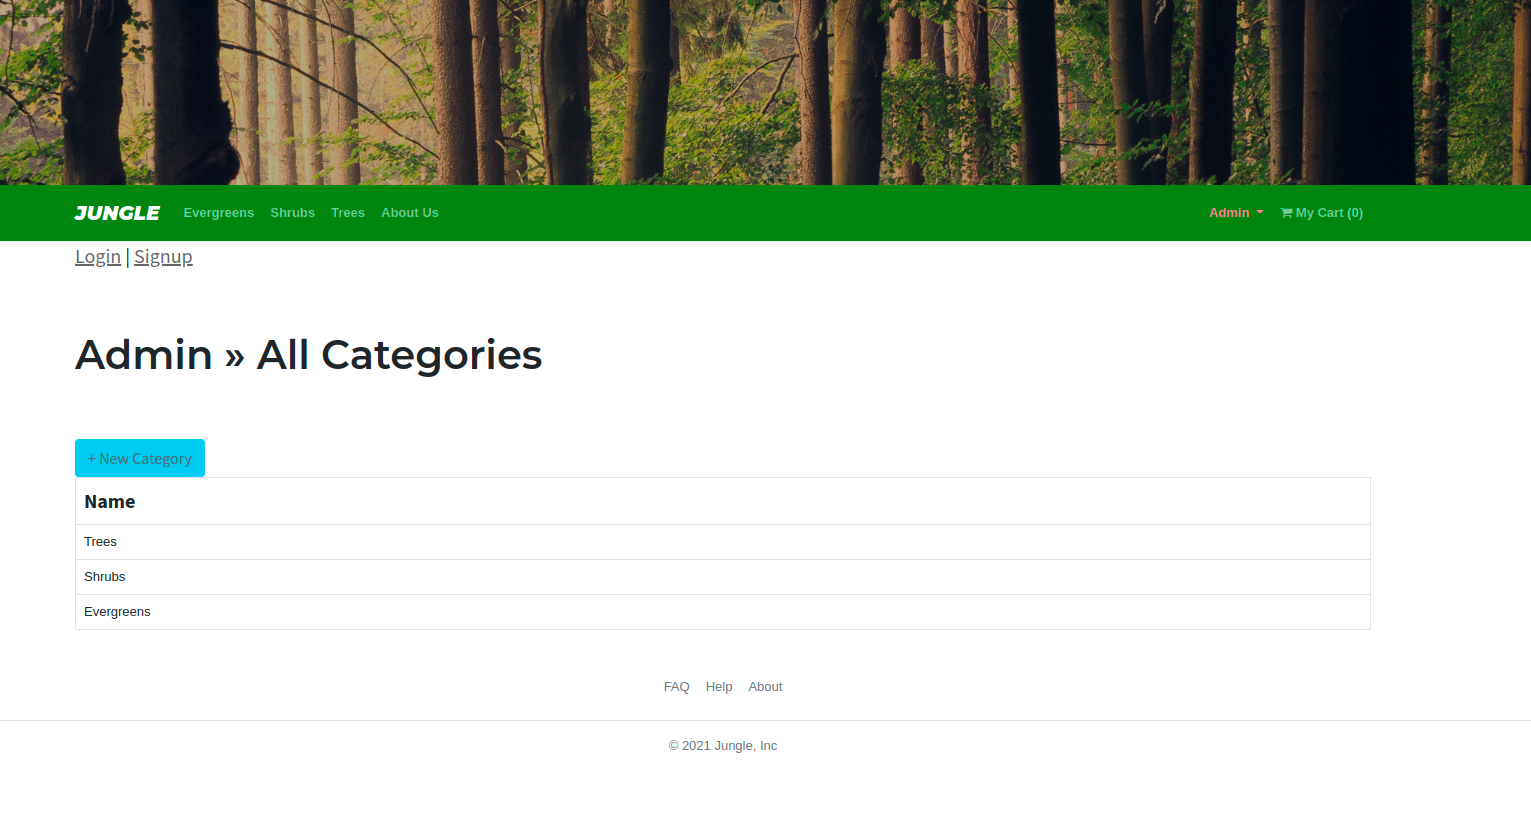 JUNGLE Evergreens Shrubs Trees About Us Admin My Cart (0)
Login | Signup
Admin » All Categories
+ New Category
Name
Trees
Shrubs
Evergreens
FAQ Help About
© 2021 Jungle, Inc